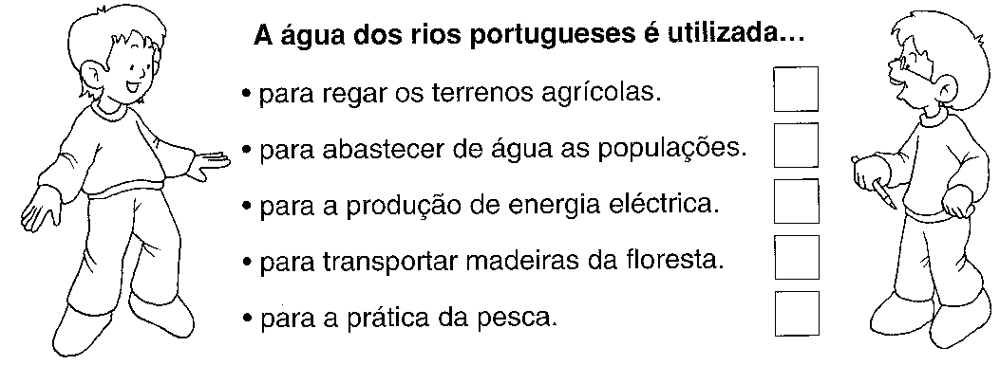 A água dos rios portugueses é utilizada...
• para regar os terrenos agrícolas.
• para abastecer de água as populações.
• para a produção de energia eléctrica.
• para transportar madeiras da floresta.
• para a prática da pesca.